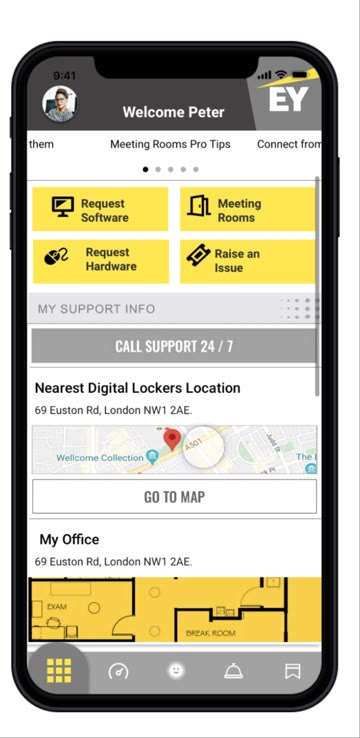 9:41
EY
Welcome Peter
them
Meeting Rooms Pro Tips
Connect from
Request
Software
Meeting
Rooms
Request
Hardware
Raise an
Issue
MY SUPPORT INFO
CALL SUPPORT 24 / 7
Nearest Digital Lockers Location
69 Euston Rd, London NW1 2AE.
A501
Wellcome Collection
The l
GO TO MAP
My Office
69 Euston Rd, London NW1 2AE.
EXAM
BREAK ROOM